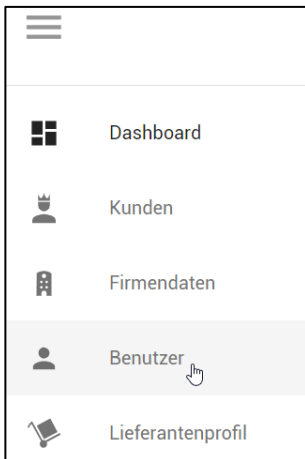 Dashboard
Kunden
Firmendaten
Benutzer
Lieferantenprofil